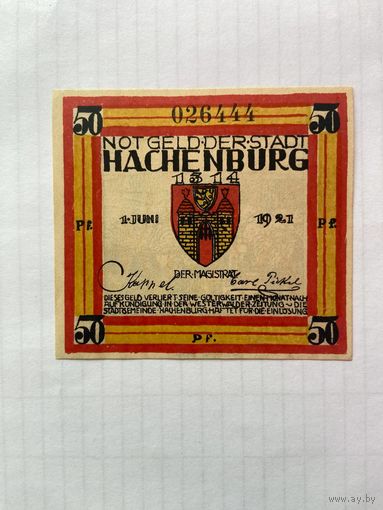 50 026444 50
NOTGELD·DER·STADT
HACHENBURG
1314
1·JUNI 1921
Pf. Pf.
DER·MAGISTRAT
DIESES GELD VERLIERT SEINE GÜLTIGKEIT EINEN MONAT NACH
AUFKÜNDIGUNG IN DER WESTERWÄLDER ZEITUNG~DIE
STADTGEMEINDE HACHENBURG HAFTET FÜR DIE EINLÖSUNG
50 Pf. 50
www.ay.by